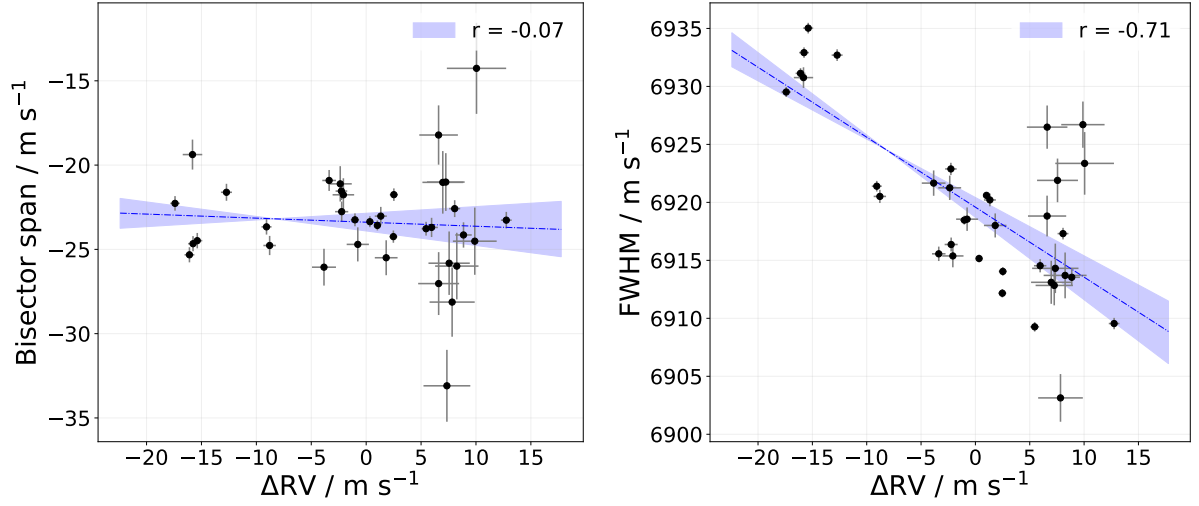 r = -0.07
Bisector span / m s⁻¹
−15
−20
−25
−30
−35
−20 −15 −10 −5 0 5 10 15
ΔRV / m s⁻¹
r = -0.71
FWHM / m s⁻¹
6935
6930
6925
6920
6915
6910
6905
6900
−20 −15 −10 −5 0 5 10 15
ΔRV / m s⁻¹